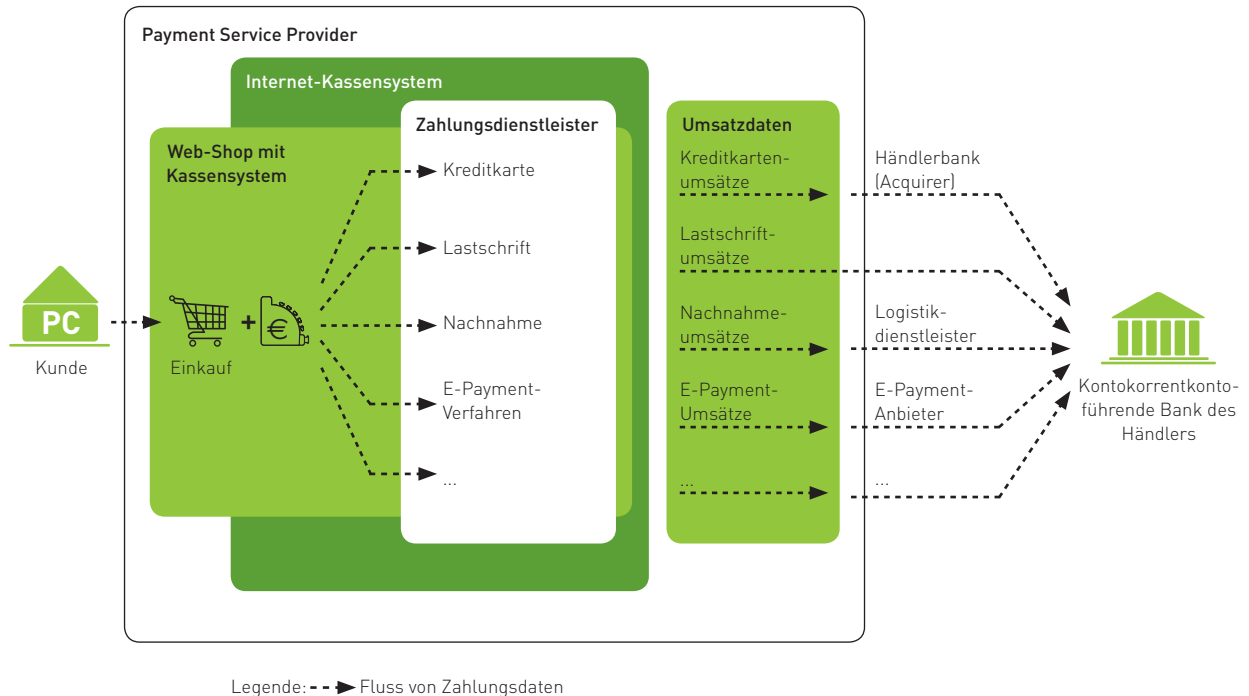 Payment Service Provider
Internet-Kassensystem
Zahlungsdienstleister
Umsatzdaten
Web-Shop mit
Kassensystem
Kreditkarte
Lastschrift
Nachnahme
E-Payment-
Verfahren
...
Kreditkarten-
umsätze
Lastschrift-
umsätze
Nachnahme-
umsätze
E-Payment-
Umsätze
...
Händlerbank
(Acquirer)
Logistik-
dienstleister
E-Payment-
Anbieter
...
PC
Kunde
+
€
Einkauf
Kontokorrentkonto-
führende Bank des
Händlers
Legende: Fluss von Zahlungsdaten